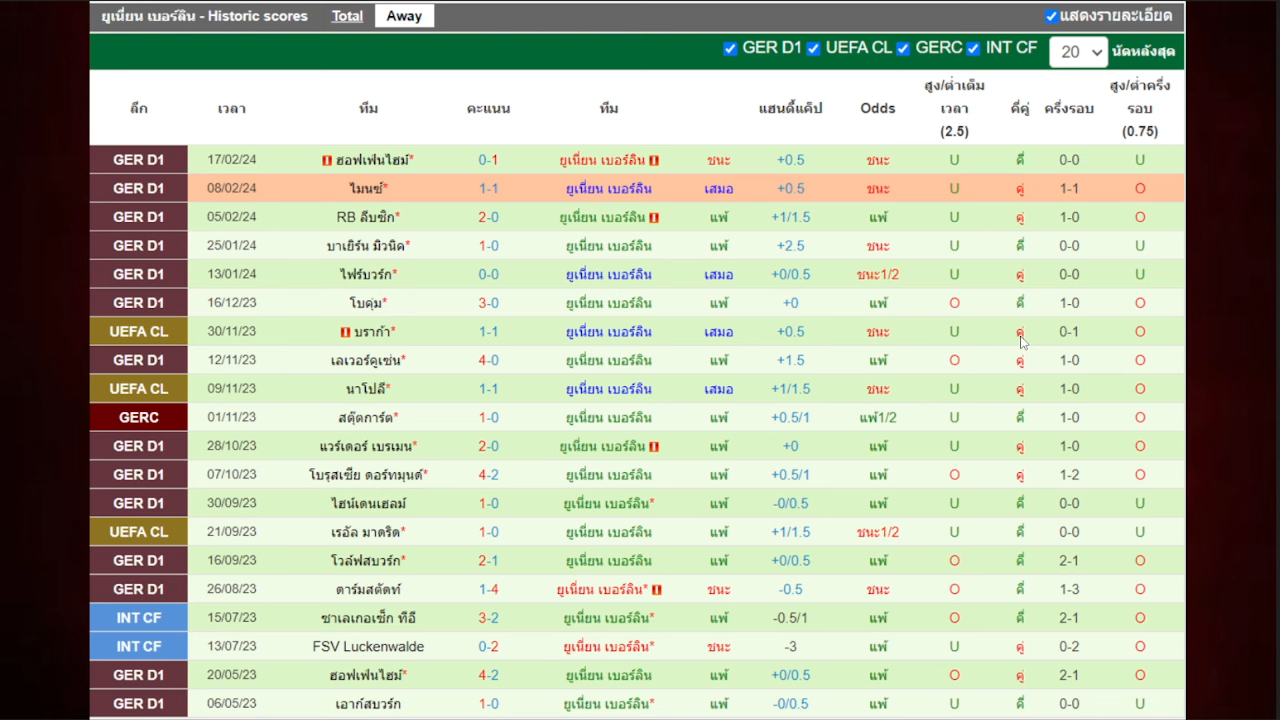 ยูเนี่ยน เบอร์ลิน - Historic scores Total Away แสดงรายละเอียด
GER D1 UEFA CL GERC INT CF 20 นัดหลังสุด
ลีก เวลา ทีม คะแนน ทีม แฮนดี้แค็ป Odds สูง/ต่ำเต็มเวลา (2.5) คี่คู่ ครึ่งรอบ สูง/ต่ำครึ่งรอบ (0.75)
GER D1 17/02/24 ฮอฟเฟ่นไฮม์* 0-1 ยูเนี่ยน เบอร์ลิน ชนะ +0.5 ชนะ U คี่ 0-0 U
GER D1 08/02/24 ไมนซ์* 1-1 ยูเนี่ยน เบอร์ลิน เสมอ +0.5 ชนะ U คู่ 1-1 O
GER D1 05/02/24 RB ลีบซิก* 2-0 ยูเนี่ยน เบอร์ลิน แพ้ +1/1.5 แพ้ U คู่ 1-0 O
GER D1 25/01/24 บาเยิร์น มิวนิค* 1-0 ยูเนี่ยน เบอร์ลิน แพ้ +2.5 ชนะ U คี่ 0-0 U
GER D1 13/01/24 ไฟร์บวร์ก* 0-0 ยูเนี่ยน เบอร์ลิน เสมอ +0/0.5 ชนะ1/2 U คู่ 0-0 U
GER D1 16/12/23 โบคุ่ม* 3-0 ยูเนี่ยน เบอร์ลิน แพ้ +0 แพ้ O คี่ 1-0 O
UEFA CL 30/11/23 บราก้า* 1-1 ยูเนี่ยน เบอร์ลิน เสมอ +0.5 ชนะ U คู่ 0-1 O
GER D1 12/11/23 เลเวอร์คูเซ่น* 4-0 ยูเนี่ยน เบอร์ลิน แพ้ +1.5 แพ้ O คู่ 1-0 O
UEFA CL 09/11/23 นาโปลี* 1-1 ยูเนี่ยน เบอร์ลิน เสมอ +1/1.5 ชนะ U คู่ 1-0 O
GERC 01/11/23 สตุ๊ตการ์ต* 1-0 ยูเนี่ยน เบอร์ลิน แพ้ +0.5/1 แพ้1/2 U คี่ 1-0 O
GER D1 28/10/23 แวร์เดอร์ เบรเมน* 2-0 ยูเนี่ยน เบอร์ลิน แพ้ +0 แพ้ U คู่ 1-0 O
GER D1 07/10/23 โบรุสเซีย ดอร์ทมุนด์* 4-2 ยูเนี่ยน เบอร์ลิน แพ้ +0.5/1 แพ้ O คู่ 1-2 O
GER D1 30/09/23 ไฮน์เดนเฮลม์ 1-0 ยูเนี่ยน เบอร์ลิน* แพ้ -0/0.5 แพ้ U คี่ 0-0 U
UEFA CL 21/09/23 เรอัล มาดริด* 1-0 ยูเนี่ยน เบอร์ลิน แพ้ +1/1.5 ชนะ1/2 U คี่ 0-0 U
GER D1 16/09/23 โวล์ฟสบวร์ก* 2-1 ยูเนี่ยน เบอร์ลิน แพ้ +0/0.5 แพ้ O คี่ 2-1 O
GER D1 26/08/23 ดาร์มสตัดท์ 1-4 ยูเนี่ยน เบอร์ลิน* ชนะ -0.5 ชนะ O คี่ 1-3 O
INT CF 15/07/23 ซาเลเกอเซ็ก ทีอี 3-2 ยูเนี่ยน เบอร์ลิน* แพ้ -0.5/1 แพ้ O คี่ 2-1 O
INT CF 13/07/23 FSV Luckenwalde 0-2 ยูเนี่ยน เบอร์ลิน* ชนะ -3 แพ้ U คู่ 0-2 O
GER D1 20/05/23 ฮอฟเฟ่นไฮม์* 4-2 ยูเนี่ยน เบอร์ลิน แพ้ +0/0.5 แพ้ O คู่ 2-1 O
GER D1 06/05/23 เอาก์สบวร์ก 1-0 ยูเนี่ยน เบอร์ลิน* แพ้ -0/0.5 แพ้ U คี่ 0-0 U